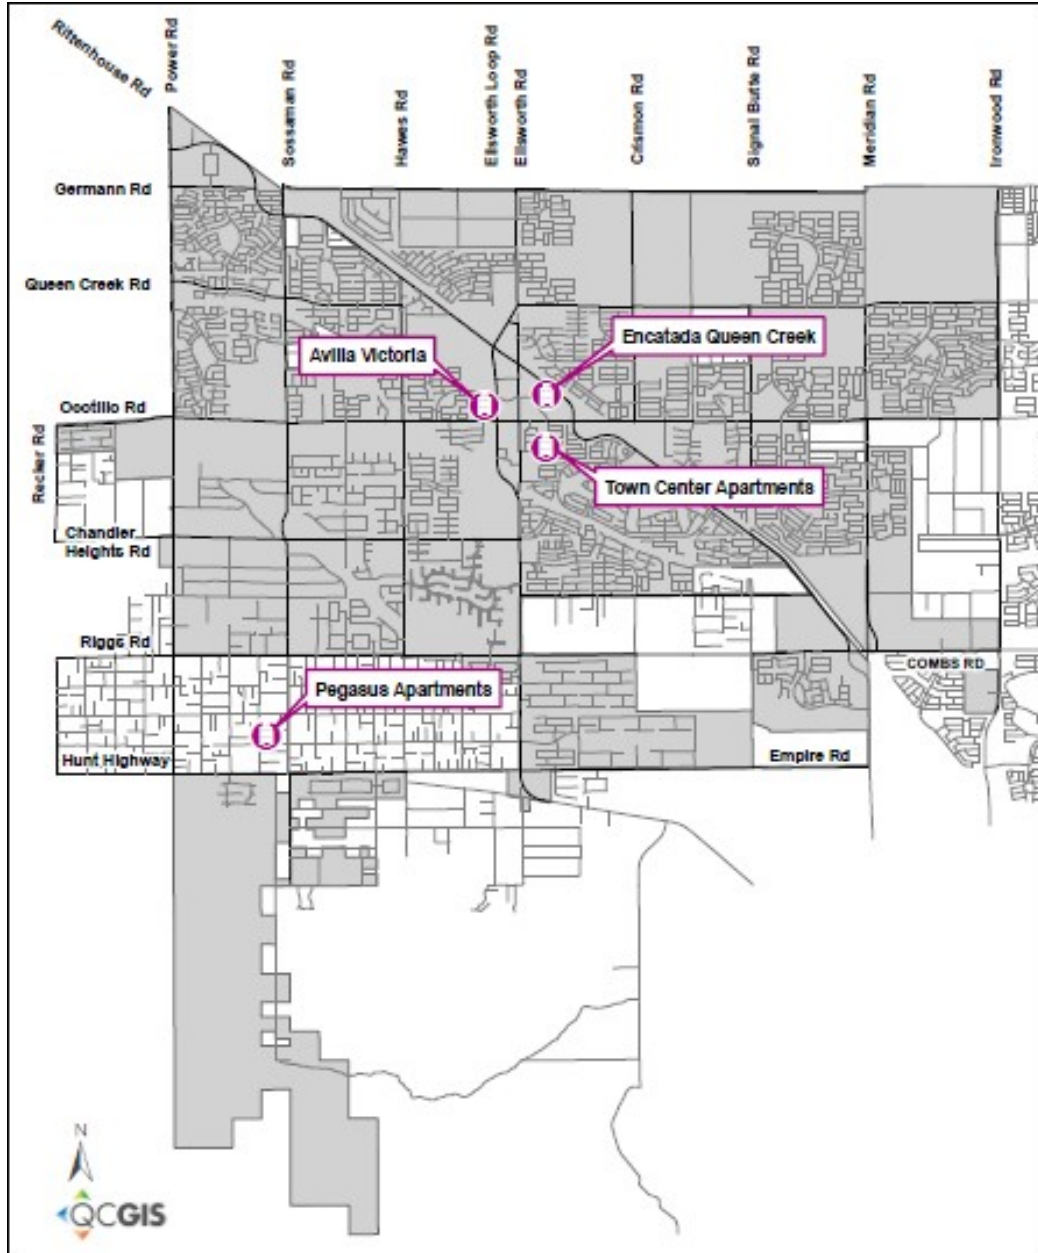 Rittenhouse Rd
Power Rd
Sossaman Rd
Hawes Rd
Ellsworth Loop Rd
Ellsworth Rd
Crismon Rd
Signal Butte Rd
Meridian Rd
Ironwood Rd
Germann Rd
Queen Creek Rd
Encatada Queen Creek
Avilla Victoria
Ocotillo Rd
Recker Rd
Town Center Apartments
Chandler
Heights Rd
Riggs Rd
COMBS RD
Pegasus Apartments
Hunt Highway
Empire Rd
N
QCGIS